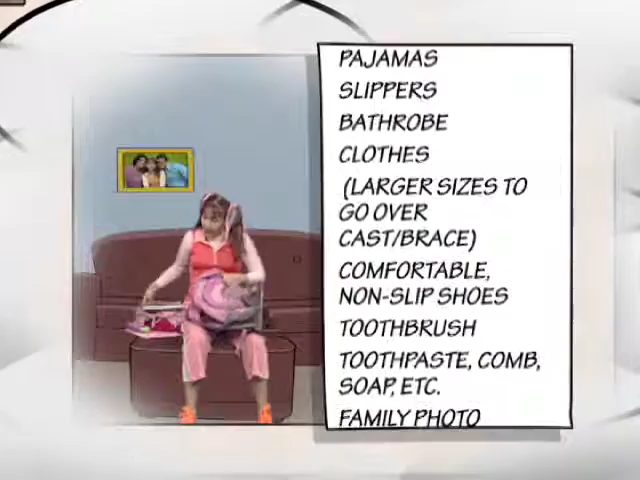 PAJAMAS
SLIPPERS
BATHROBE
CLOTHES
(LARGER SIZES TO
GO OVER
CAST/BRACE)
COMFORTABLE,
NON-SLIP SHOES
TOOTHBRUSH
TOOTHPASTE, COMB,
SOAP, ETC.
FAMILY PHOTO